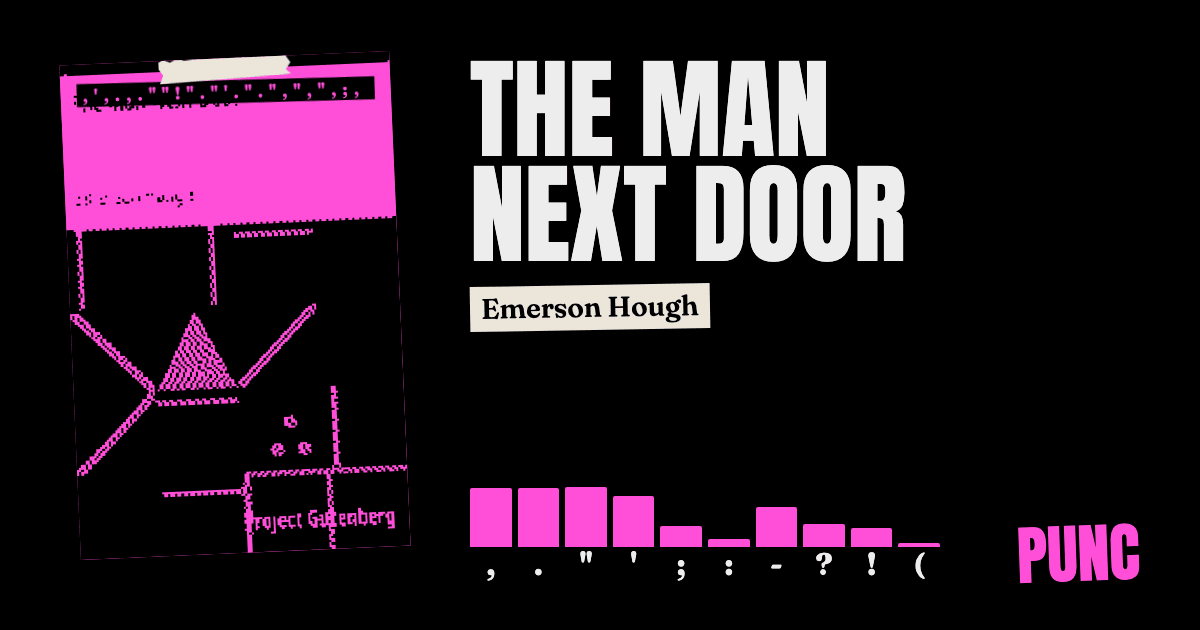 THE MAN
NEXT DOOR
Emerson Hough
Project Gutenberg
, . " ' ; : - ? ! (
PUNC